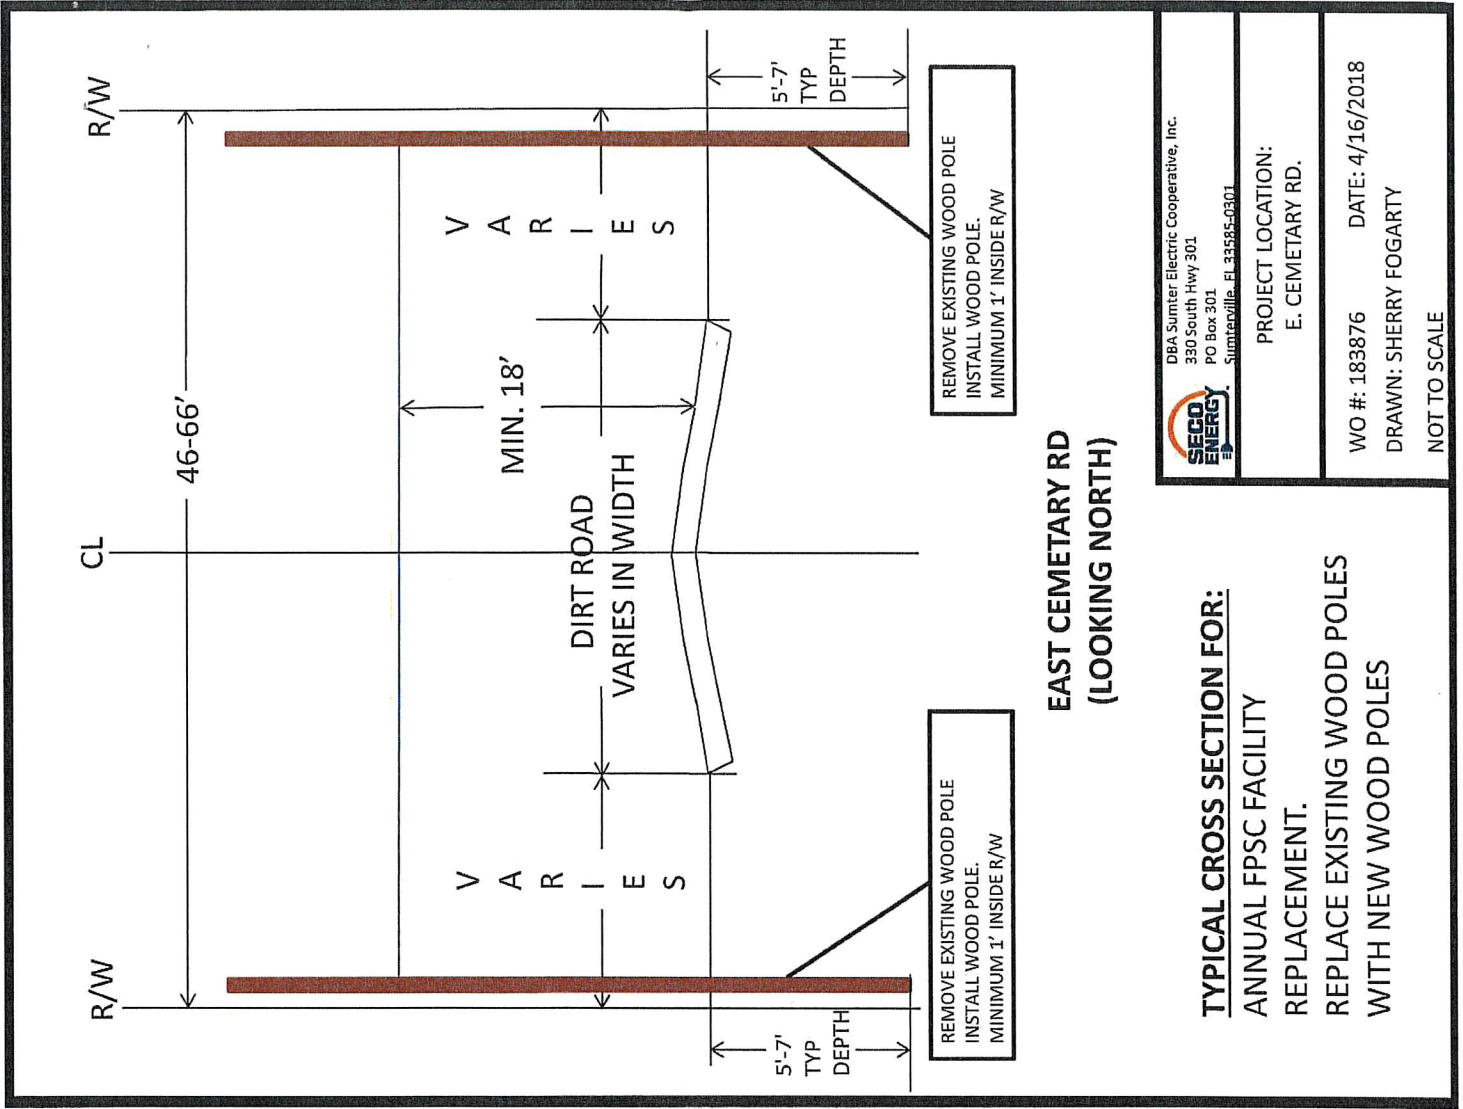 R/W
CL
R/W
46-66'
MIN. 18'
DIRT ROAD
VARIES IN WIDTH
V
A
R
I
E
S
V
A
R
I
E
S
5'-7'
TYP
DEPTH
5'-7'
TYP
DEPTH
REMOVE EXISTING WOOD POLE
INSTALL WOOD POLE.
MINIMUM 1' INSIDE R/W
REMOVE EXISTING WOOD POLE
INSTALL WOOD POLE.
MINIMUM 1' INSIDE R/W
EAST CEMETARY RD
(LOOKING NORTH)
TYPICAL CROSS SECTION FOR:
ANNUAL FPSC FACILITY
REPLACEMENT.
REPLACE EXISTING WOOD POLES
WITH NEW WOOD POLES
SECO
ENERGY
DBA Sumter Electric Cooperative, Inc.
330 South Hwy 301
PO Box 301
Sumterville, FL 33585-0301
PROJECT LOCATION:
E. CEMETARY RD.
WO #: 183876 DATE: 4/16/2018
DRAWN: SHERRY FOGARTY
NOT TO SCALE